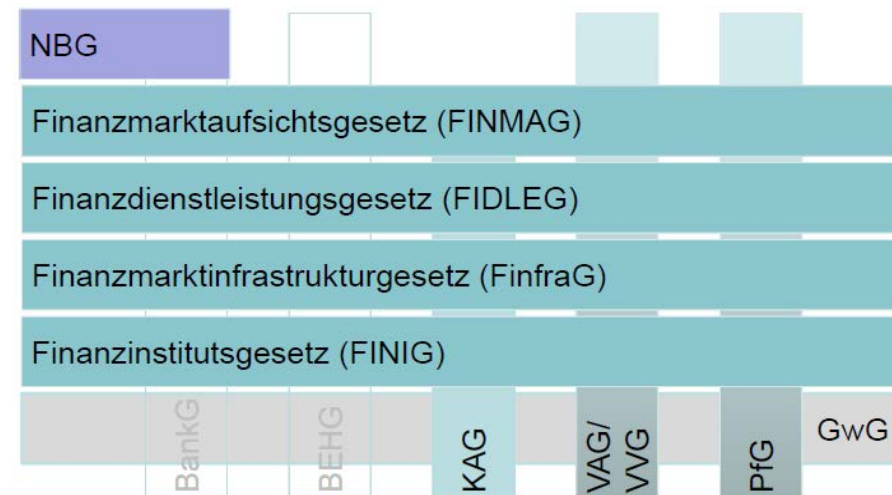 NBG
Finanzmarktaufsichtsgesetz (FINMAG)
Finanzdienstleistungsgesetz (FIDLEG)
Finanzmarktinfrastrukturgesetz (FinfraG)
Finanzinstitutsgesetz (FINIG)
BankG
BEHG
KAG
VAG/
VVG
PfG
GwG